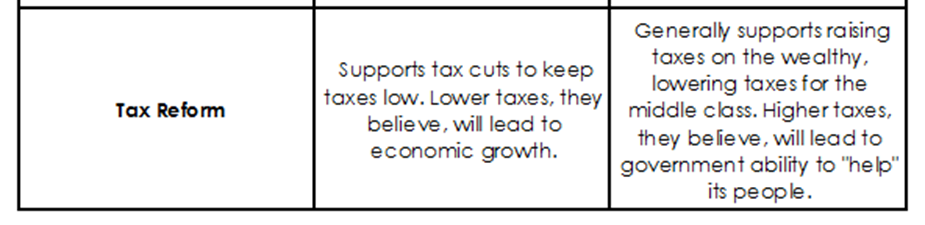 Tax Reform
Supports tax cuts to keep
taxes low. Lower taxes, they
believe, will lead to
economic growth.
Generally supports raising
taxes on the wealthy,
lowering taxes for the
middle class. Higher taxes,
they believe, will lead to
government ability to "help"
its people.